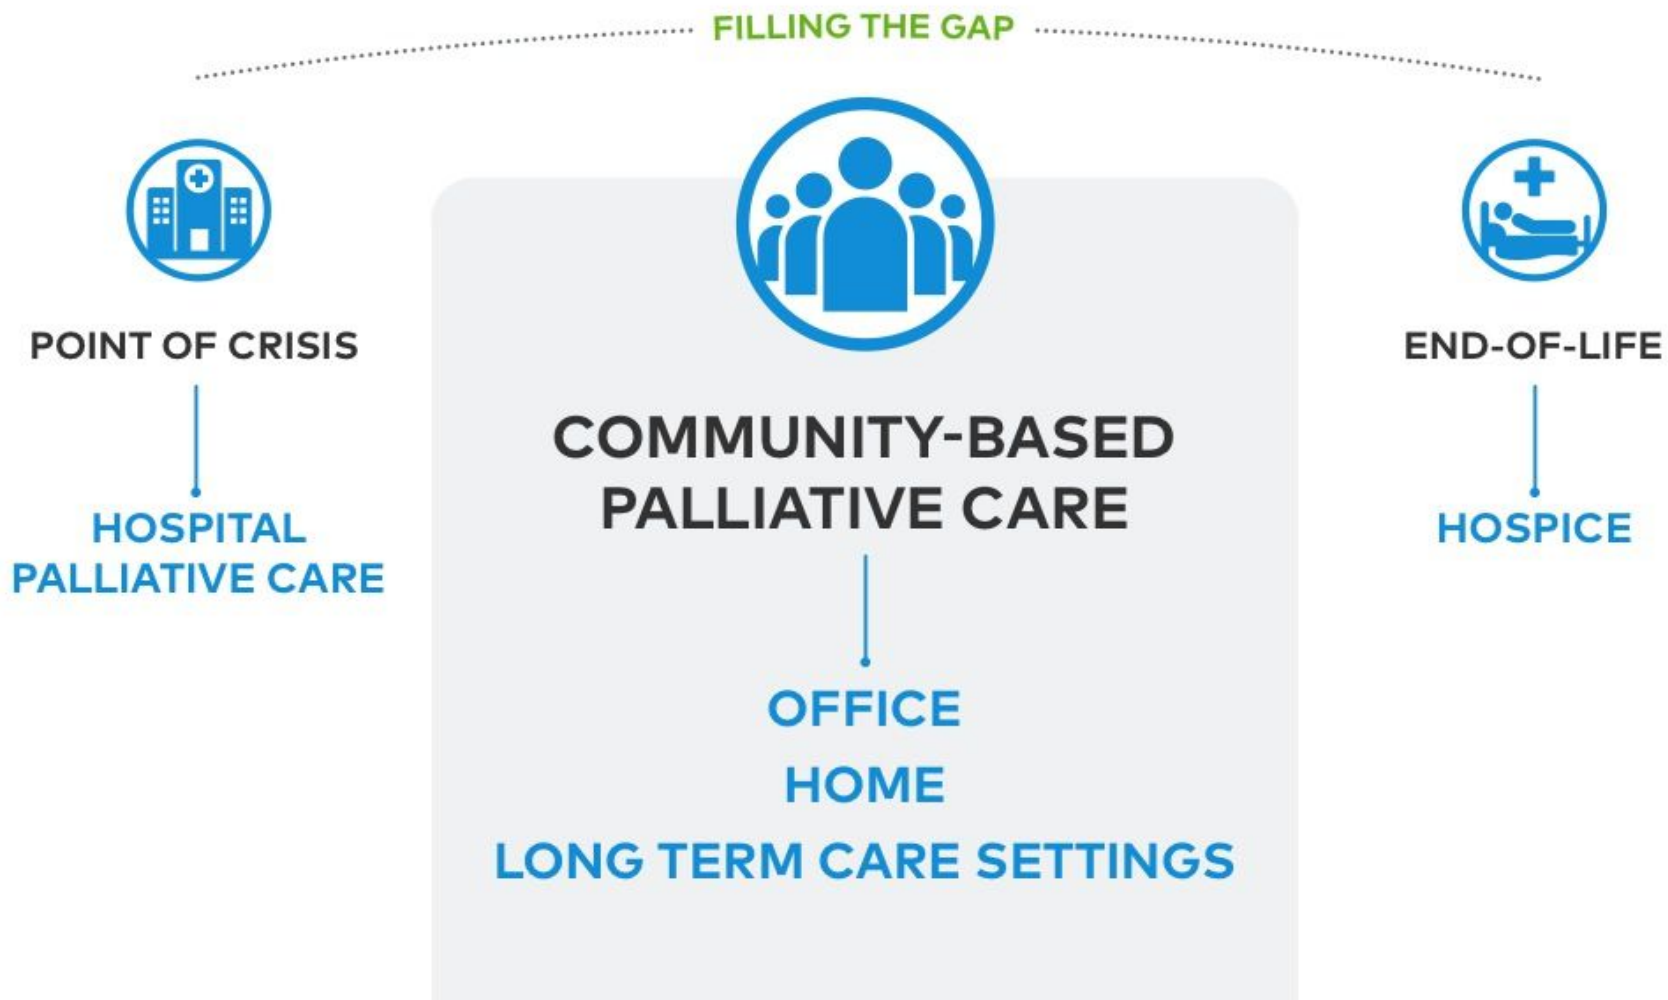 FILLING THE GAP
POINT OF CRISIS
HOSPITAL
PALLIATIVE CARE
COMMUNITY-BASED
PALLIATIVE CARE
OFFICE
HOME
LONG TERM CARE SETTINGS
END-OF-LIFE
HOSPICE